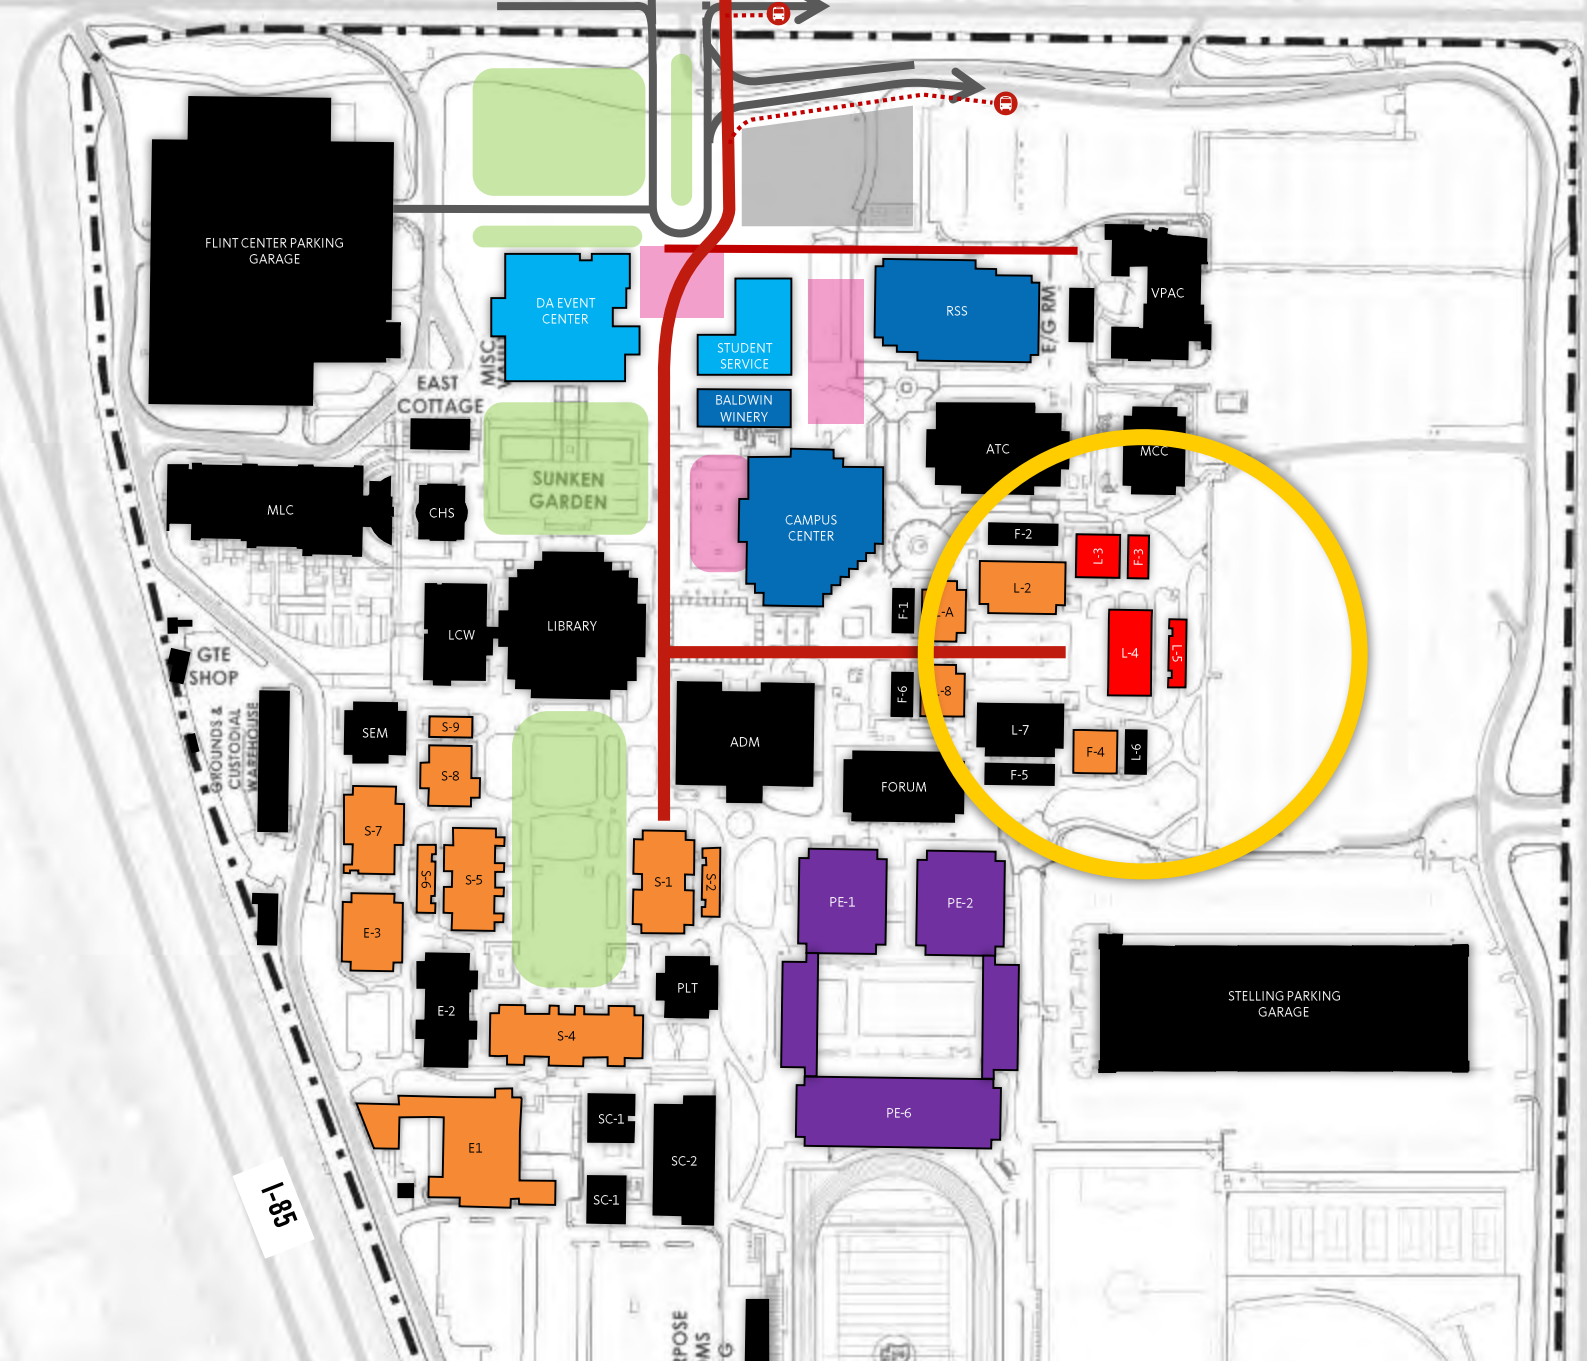 FLINT CENTER PARKING
GARAGE
DA EVENT
CENTER
STUDENT
SERVICE
BALDWIN
WINERY
RSS
E/G RM
VPAC
MISC
EAST
COTTAGE
SUNKEN
GARDEN
MLC
CHS
CAMPUS
CENTER
ATC
MCC
F-2
L-3
F-3
L-2
F-1
-A
L-4
L-5
LCW
LIBRARY
GTE
SHOP
GROUNDS &
CUSTODIAL
WAREHOUSE
SEM
S-9
S-8
S-7
S-6
S-5
E-3
E-2
S-4
S-1
S-2
PLT
ADM
F-6
-8
L-7
F-5
F-4
L-6
FORUM
PE-1
PE-2
PE-6
STELLING PARKING
GARAGE
E1
SC-1
SC-2
SC-1
I-85
RPOSE
MS
G